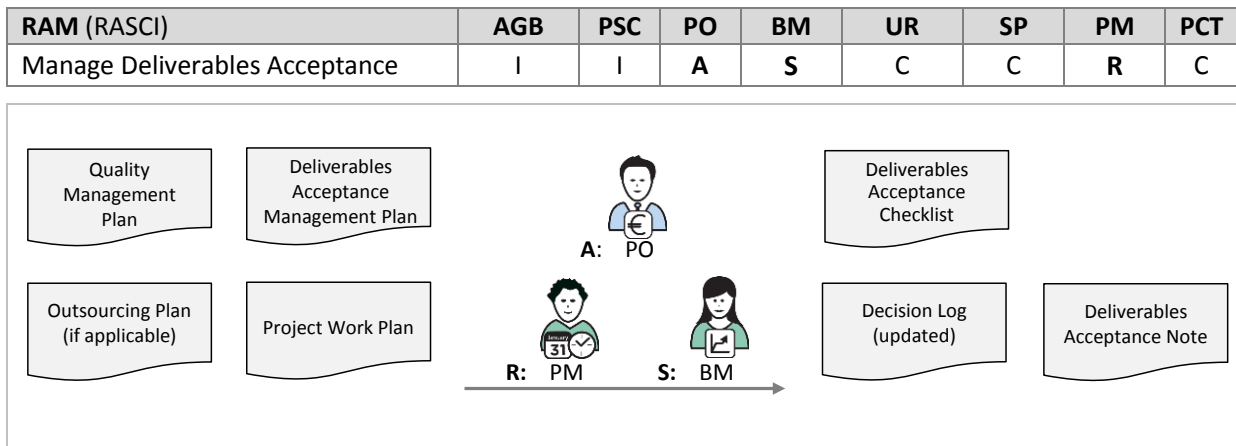 RAM (RASCI) AGB PSC PO BM UR SP PM PCT
Manage Deliverables Acceptance I I A S C C R C
Quality
Management
Plan
Deliverables
Acceptance
Management Plan
€
A: PO
Deliverables
Acceptance
Checklist
Outsourcing Plan
(if applicable)
Project Work Plan
January
31
R: PM
S: BM
Decision Log
(updated)
Deliverables
Acceptance Note